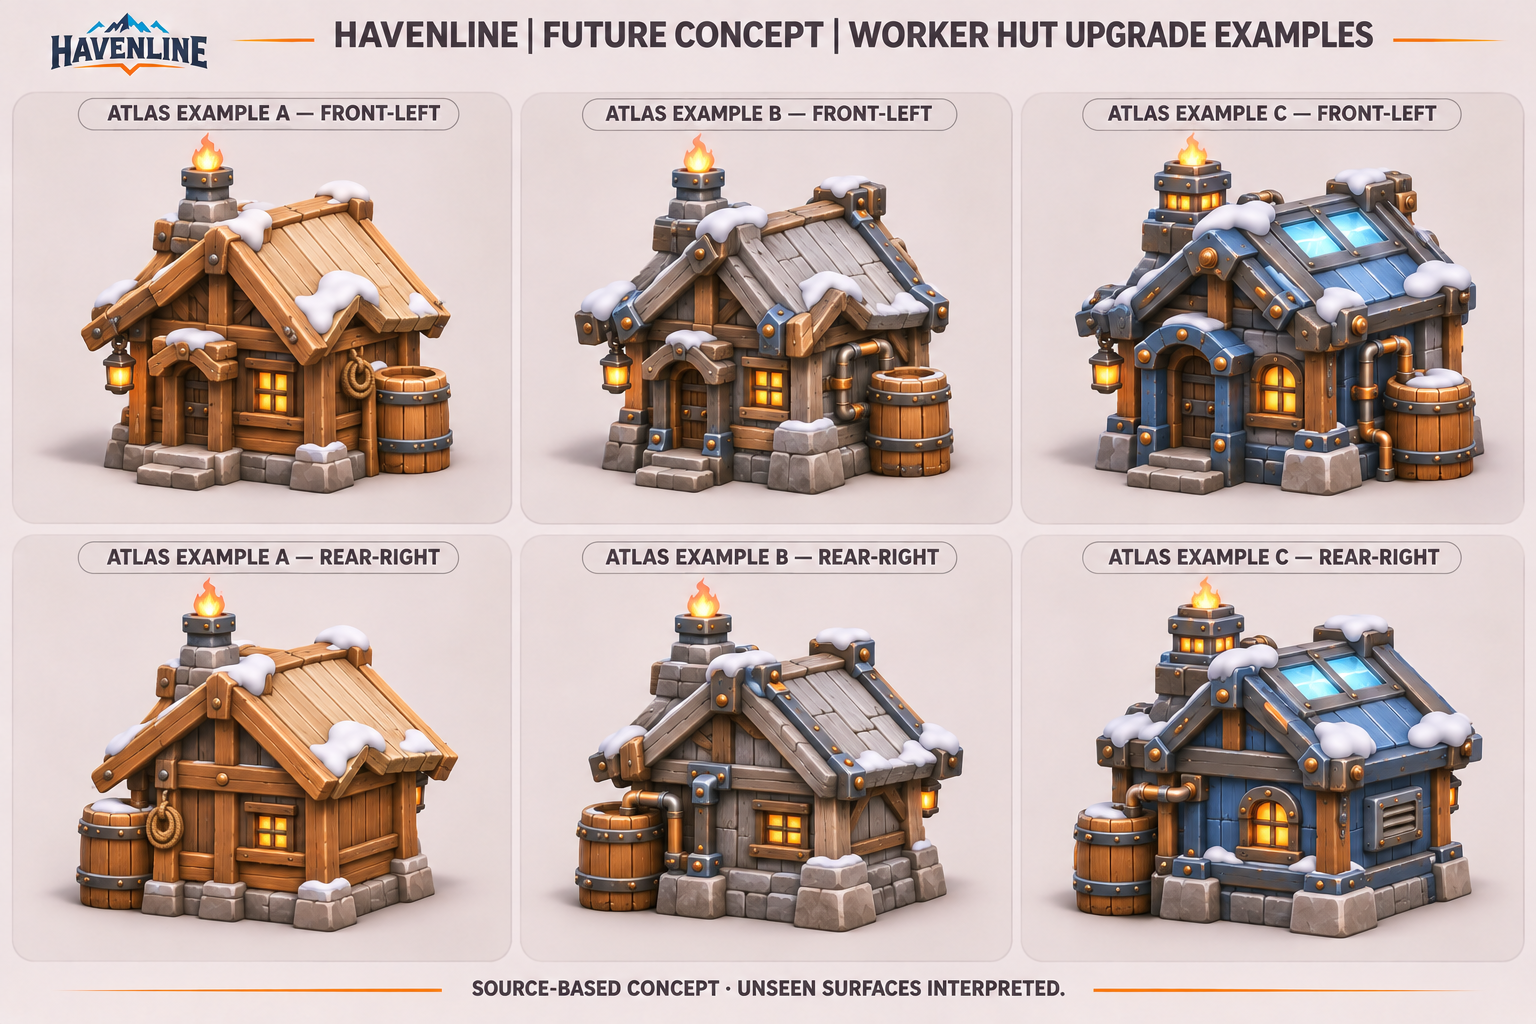 HAVENLINE
HAVENLINE | FUTURE CONCEPT | WORKER HUT UPGRADE EXAMPLES
ATLAS EXAMPLE A — FRONT-LEFT
ATLAS EXAMPLE B — FRONT-LEFT
ATLAS EXAMPLE C — FRONT-LEFT
ATLAS EXAMPLE A — REAR-RIGHT
ATLAS EXAMPLE B — REAR-RIGHT
ATLAS EXAMPLE C — REAR-RIGHT
SOURCE-BASED CONCEPT · UNSEEN SURFACES INTERPRETED.